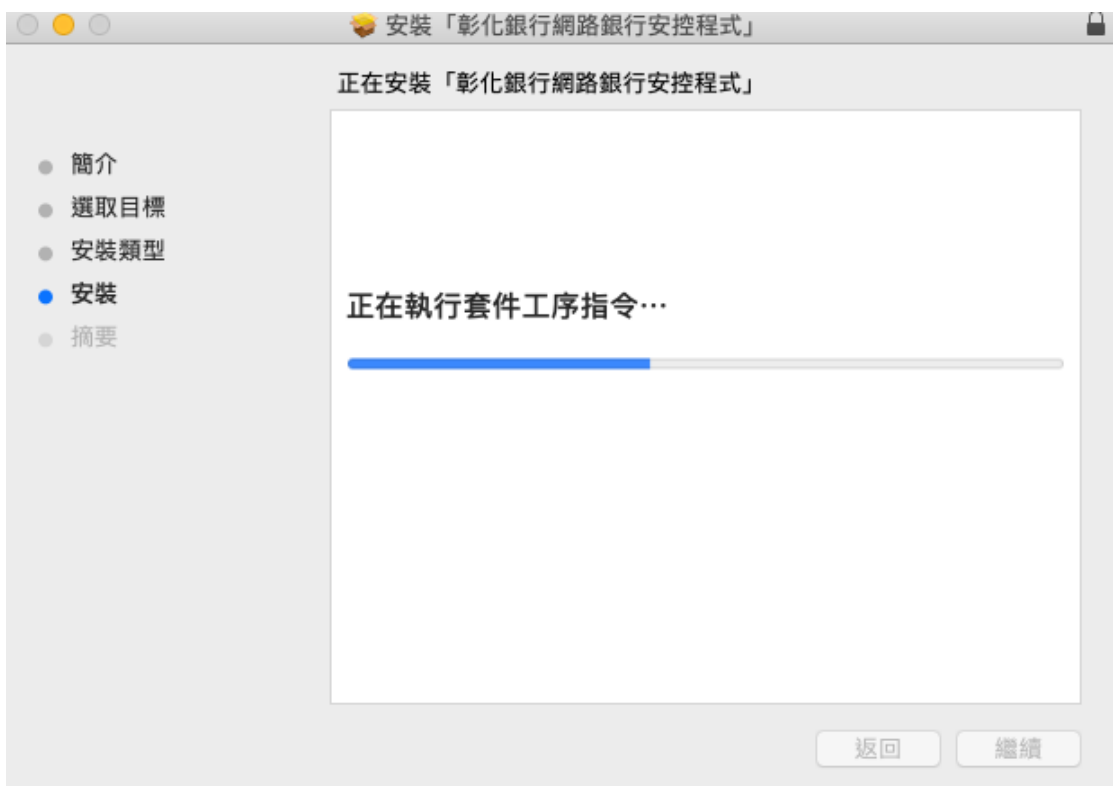 安裝「彰化銀行網路銀行安控程式」
正在安裝「彰化銀行網路銀行安控程式」
簡介
選取目標
安裝類型
安裝
摘要
正在執行套件工序指令⋯
返回
繼續